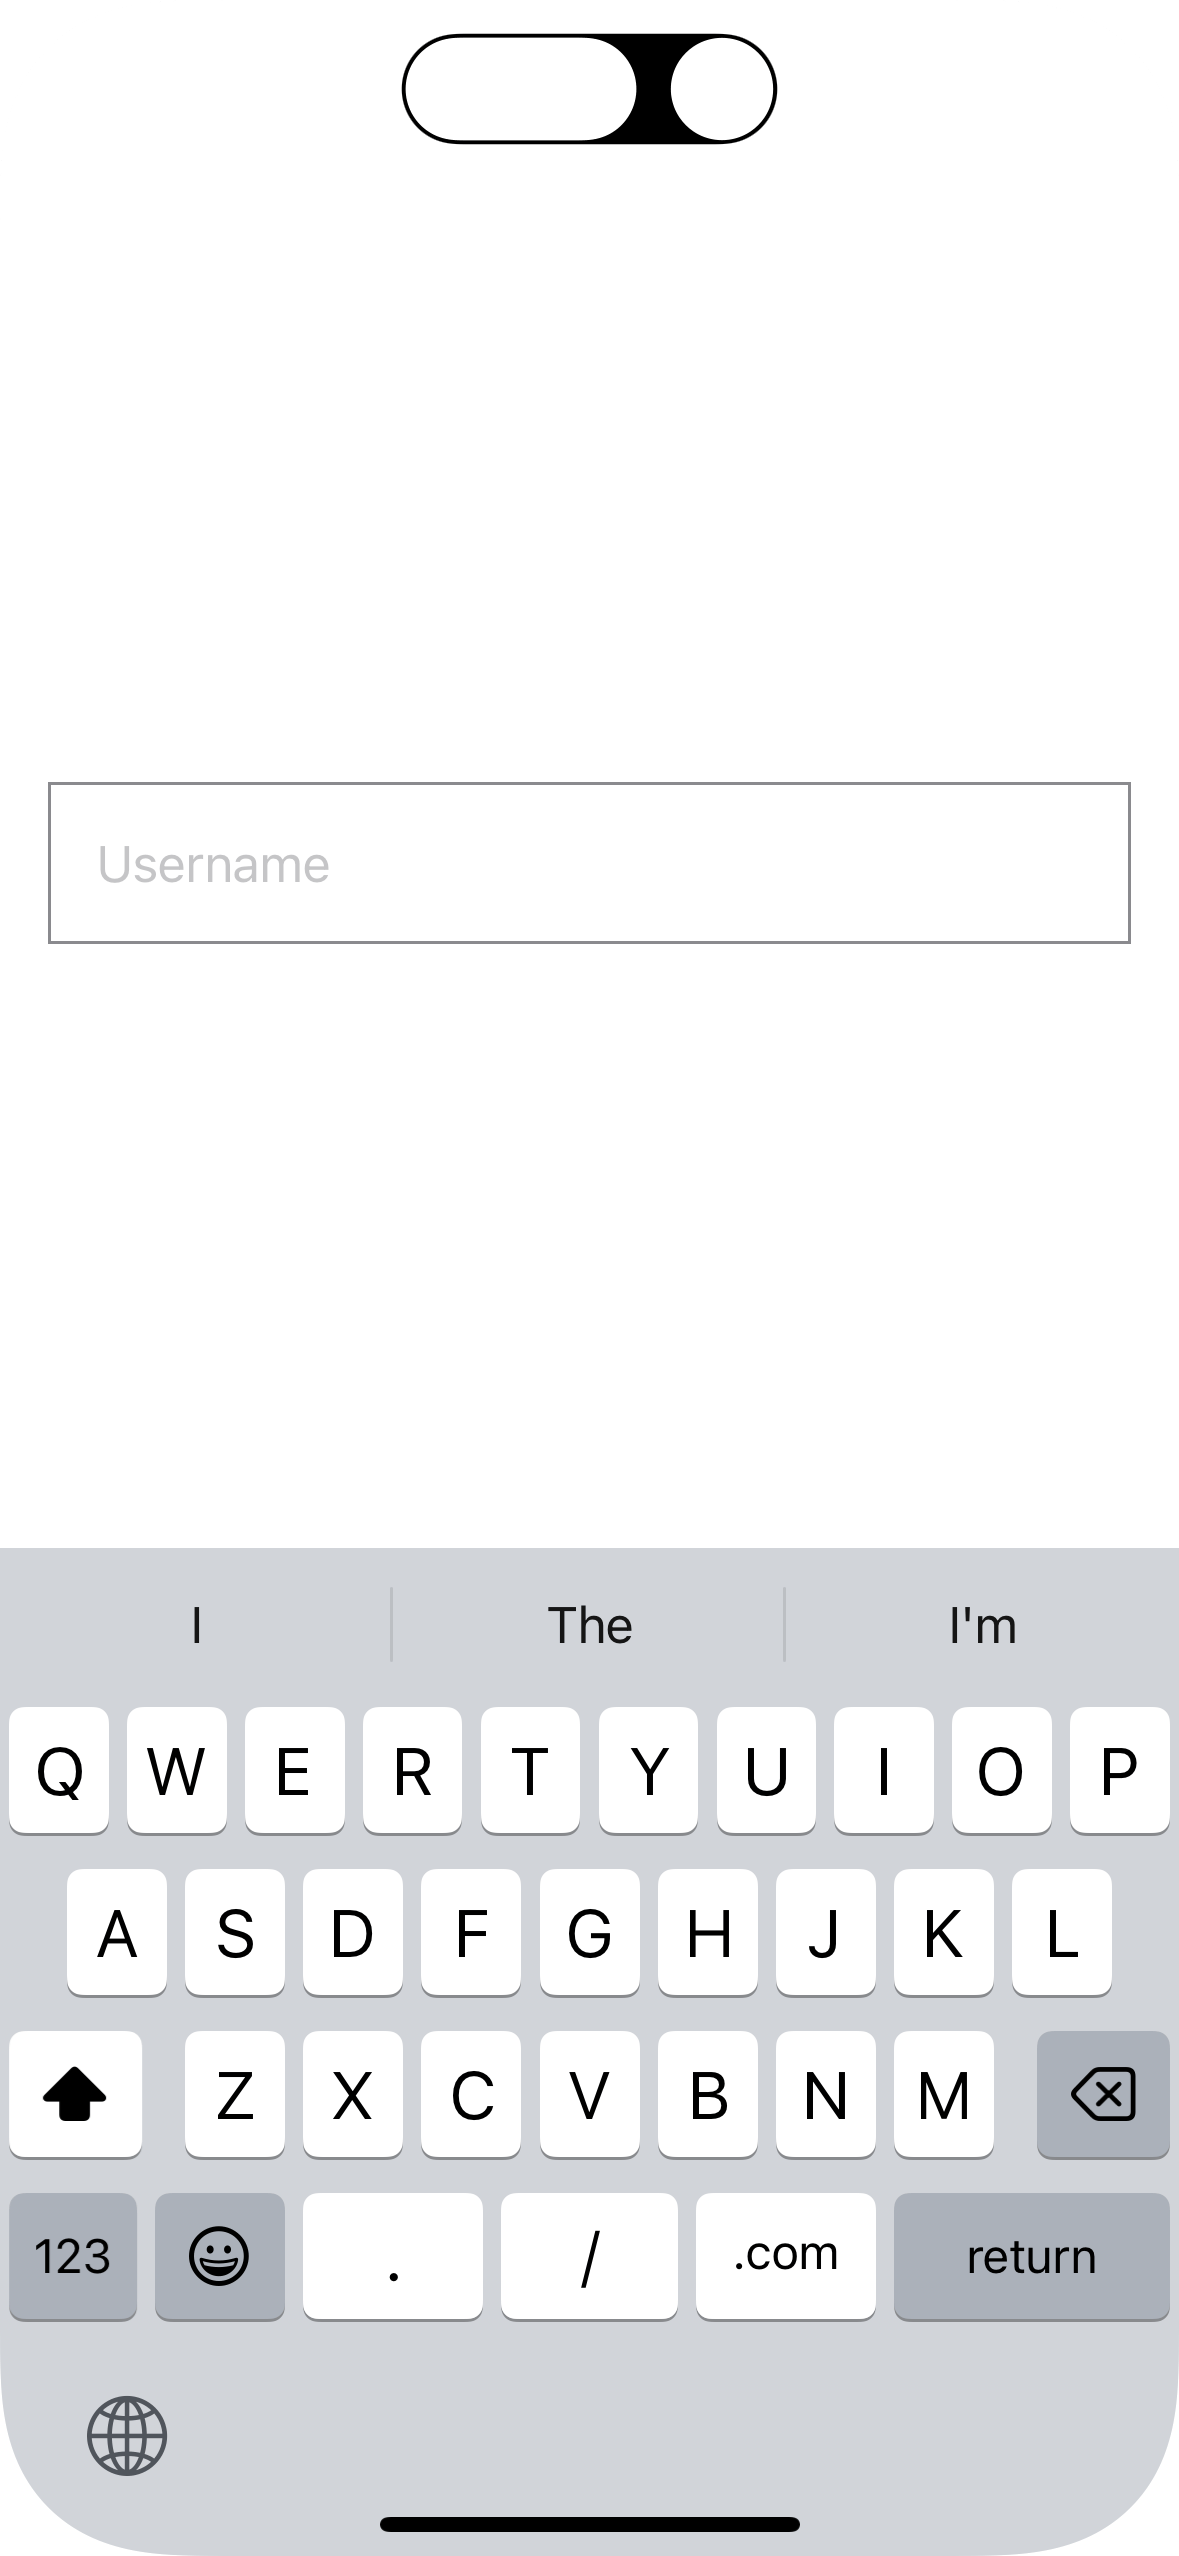 Username
I The I'm
Q W E R T Y U I O P
A S D F G H J K L
Z X C V B N M
123 . / .com return